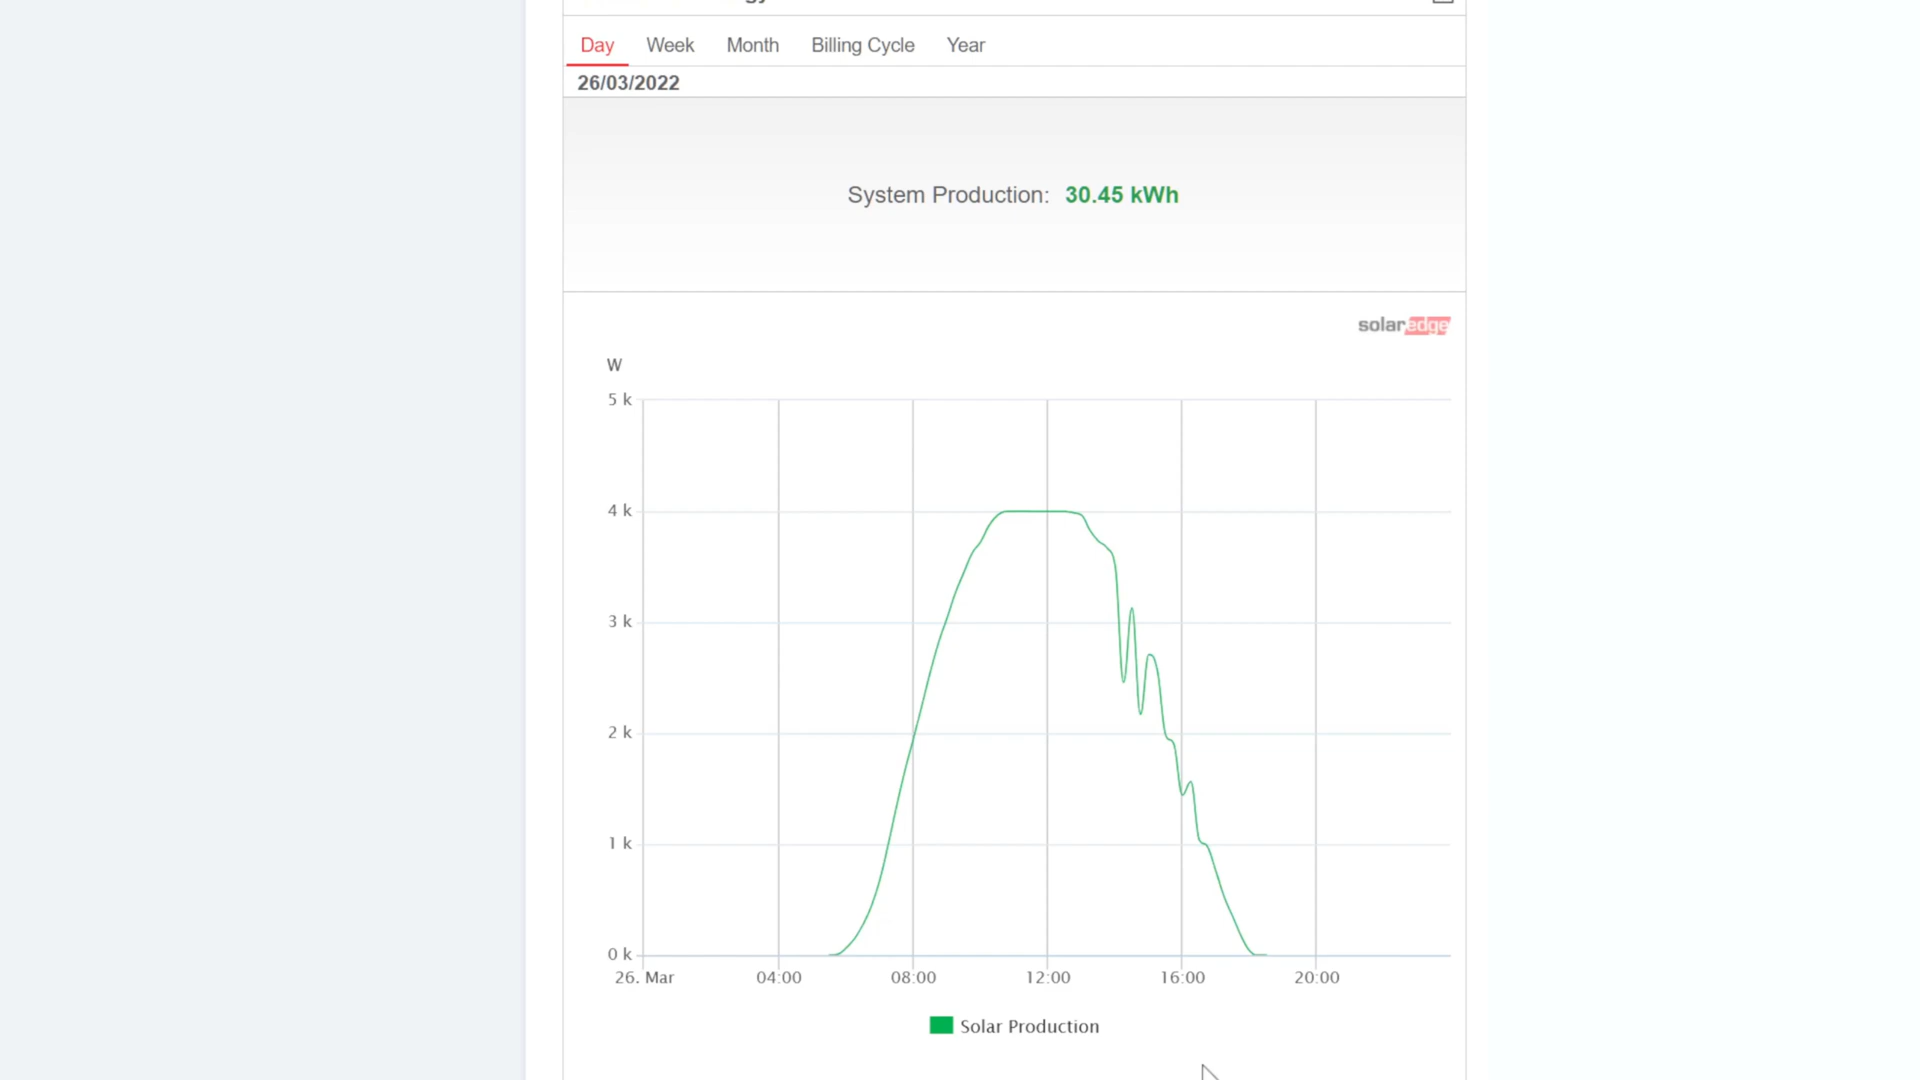 Day Week Month Billing Cycle Year
26/03/2022
System Production: 30.45 kWh
solaredge
W
5 k
4 k
3 k
2 k
1 k
0 k
26. Mar 04:00 08:00 12:00 16:00 20:00
Solar Production